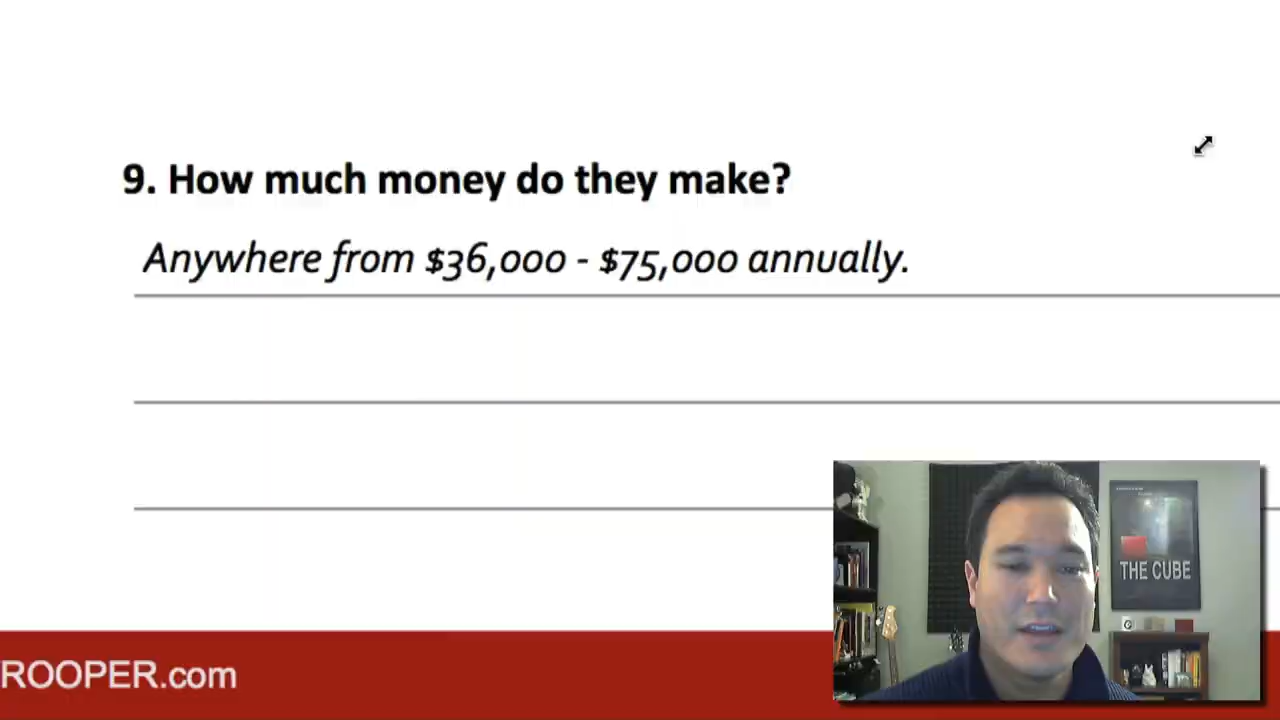 9. How much money do they make?
Anywhere from $36,000 - $75,000 annually.
THE CUBE
ROOPER.com